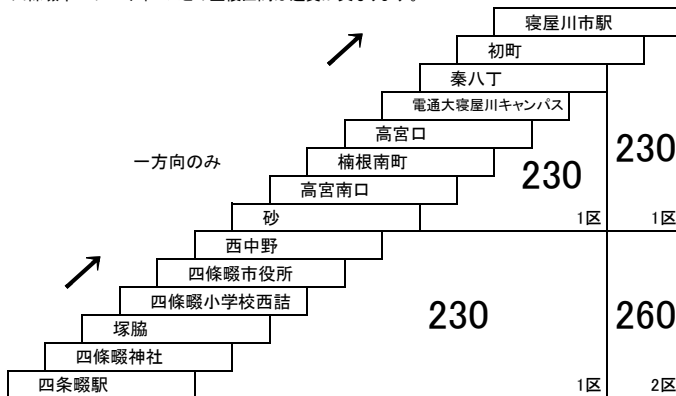 寝屋川市駅
初町
秦八丁
電通大寝屋川キャンパス
高宮口
230
一方向のみ
楠根南町
230
高宮南口
砂
1区
1区
西中野
四條畷市役所
四條畷小学校西詰
230
260
塚脇
四條畷神社
四条畷駅
1区
2区